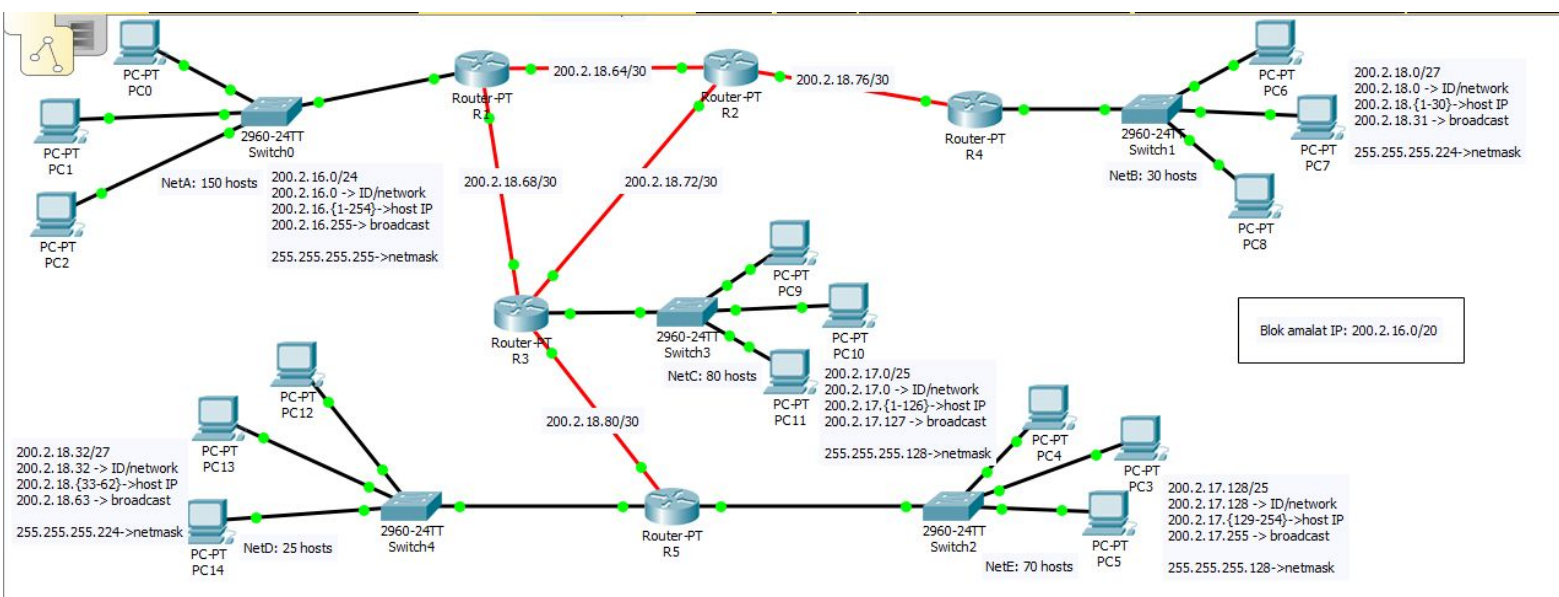 PC-PT
PC0
PC-PT
PC1
PC-PT
PC2
2960-24TT
Switch0
NetA: 150 hosts
200.2.16.0/24
200.2.16.0 -> ID/network
200.2.16.{1-254}->host IP
200.2.16.255-> broadcast
255.255.255.255->netmask
Router-PT
R1
200.2.18.64/30
Router-PT
R2
200.2.18.76/30
200.2.18.68/30
200.2.18.72/30
Router-PT
R4
2960-24TT
Switch1
NetB: 30 hosts
PC-PT
PC6
PC-PT
PC7
PC-PT
PC8
200.2.18.0/27
200.2.18.0 -> ID/network
200.2.18.{1-30}->host IP
200.2.18.31 -> broadcast
255.255.255.224->netmask
Router-PT
R3
2960-24TT
Switch3
NetC: 80 hosts
PC-PT
PC9
PC-PT
PC10
PC-PT
PC11
200.2.17.0/25
200.2.17.0 -> ID/network
200.2.17.{1-126}->host IP
200.2.17.127 -> broadcast
255.255.255.128->netmask
Blok amalat IP: 200.2.16.0/20
200.2.18.80/30
PC-PT
PC12
PC-PT
PC13
PC-PT
PC14
200.2.18.32/27
200.2.18.32 -> ID/network
200.2.18.{33-62}->host IP
200.2.18.63 -> broadcast
255.255.255.224->netmask
NetD: 25 hosts
2960-24TT
Switch4
Router-PT
R5
2960-24TT
Switch2
NetE: 70 hosts
PC-PT
PC4
PC-PT
PC3
PC-PT
PC5
200.2.17.128/25
200.2.17.128 -> ID/network
200.2.17.{129-254}->host IP
200.2.17.255 -> broadcast
255.255.255.128->netmask